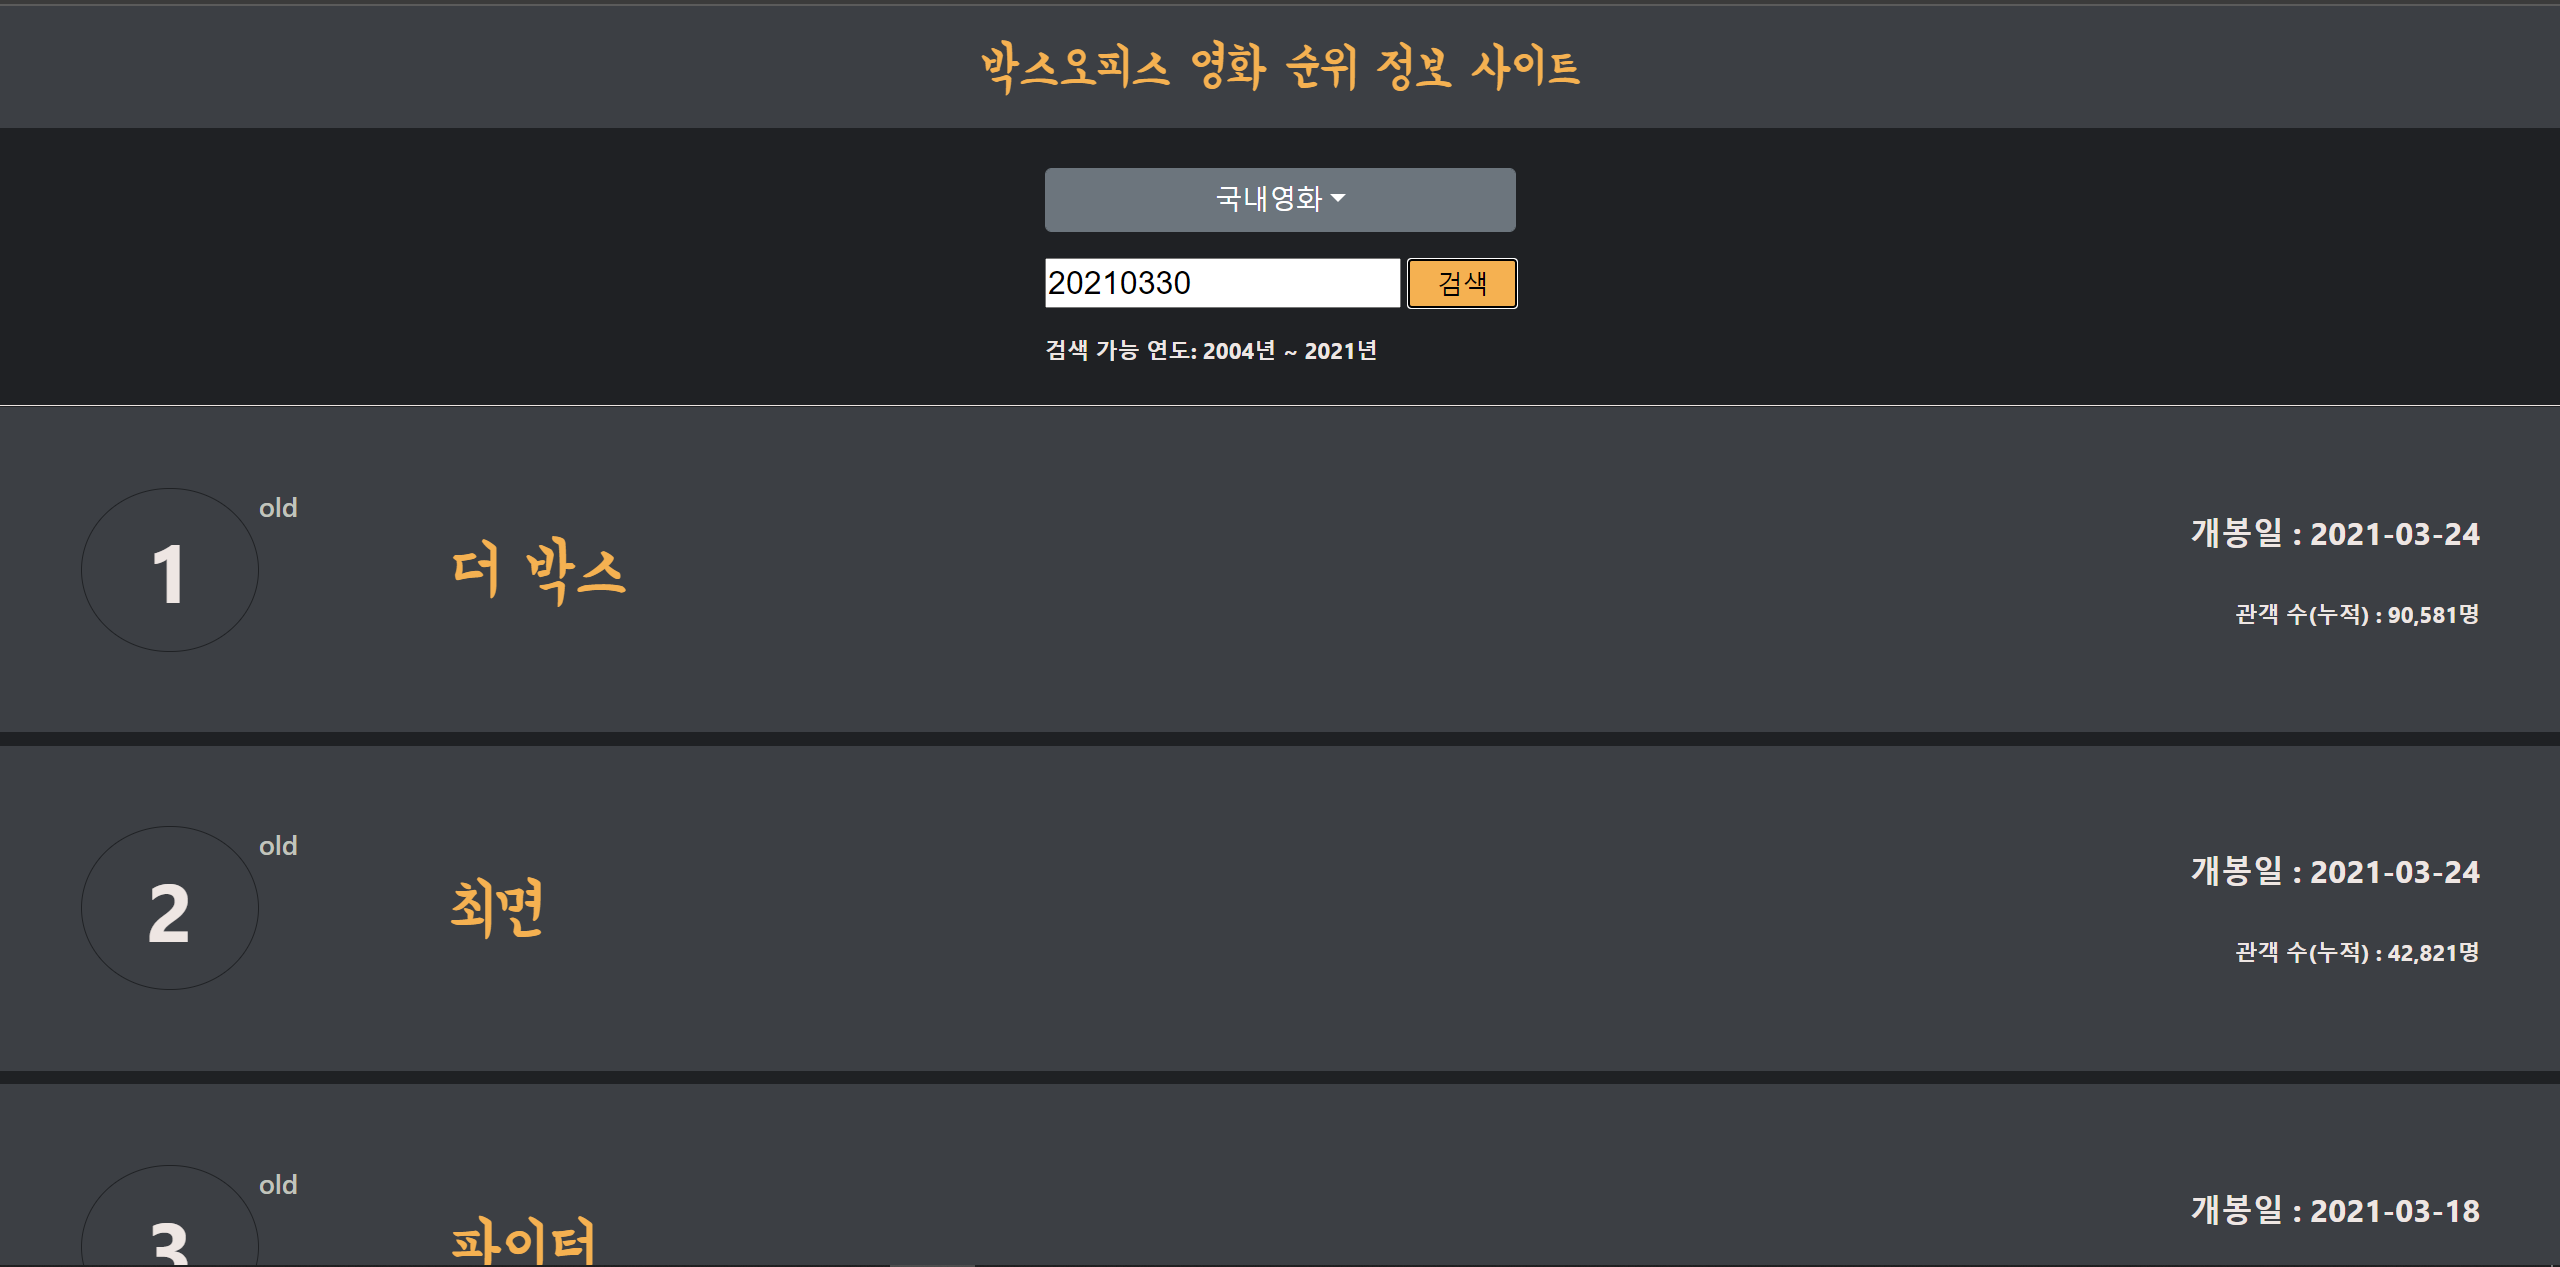 박스오피스 영화 순위 정보 사이트
국내영화
20210330 검색
검색 가능 연도: 2004년 ~ 2021년
1 old
더 박스
개봉일 : 2021-03-24
관객 수(누적) : 90,581명
2 old
최면
개봉일 : 2021-03-24
관객 수(누적) : 42,821명
3 old
파이터
개봉일 : 2021-03-18